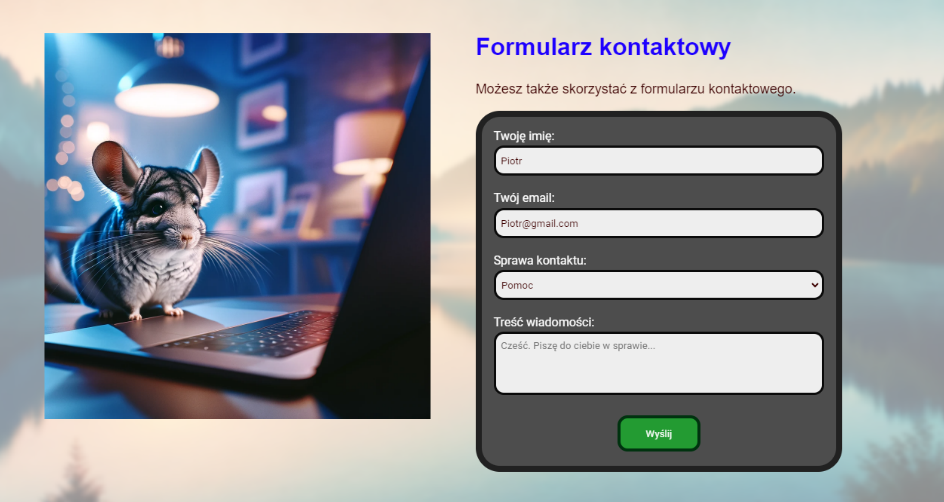 Formularz kontaktowy
Możesz także skorzystać z formularzu kontaktowego.
Twoję imię:
Piotr
Twój email:
Piotr@gmail.com
Sprawa kontaktu:
Pomoc
Treść wiadomości:
Cześć. Piszę do ciebie w sprawie...
Wyślij